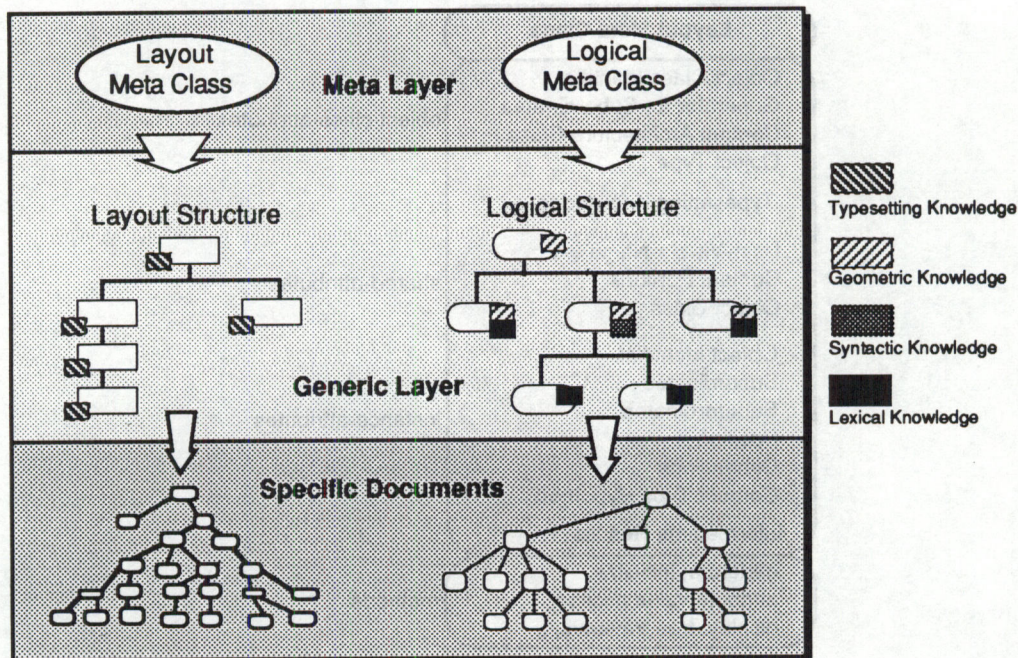 Layout
Meta Class
Meta Layer
Logical
Meta Class
Layout Structure
Logical Structure
Generic Layer
Specific Documents
Typesetting Knowledge
Geometric Knowledge
Syntactic Knowledge
Lexical Knowledge